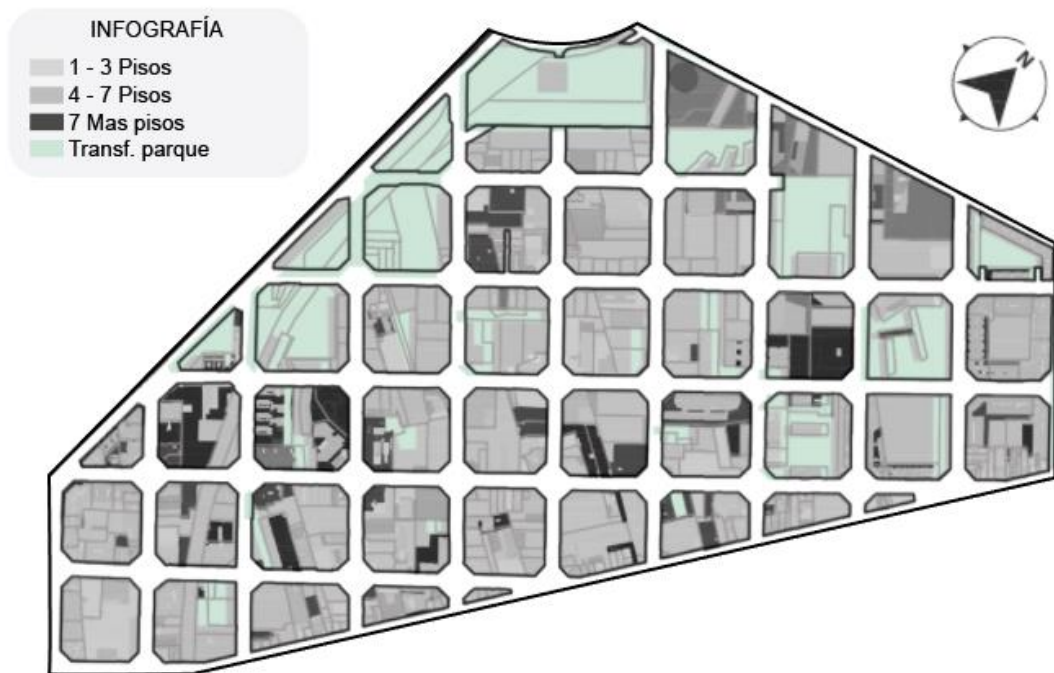 INFOGRAFÍA
1 - 3 Pisos
4 - 7 Pisos
7 Mas pisos
Transf. parque
N